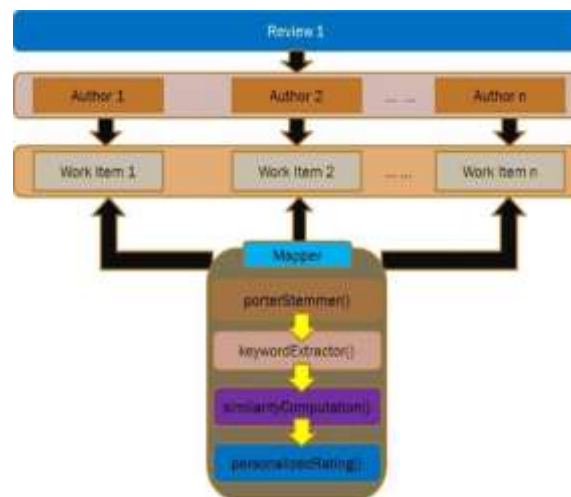 Review 1
Author 1 Author 2 ... ... Author n
Work Item 1 Work Item 2 ... ... Work Item n
Mapper
porterStemmer()
keywordExtractor()
similarityComputation()
personalizedRating()